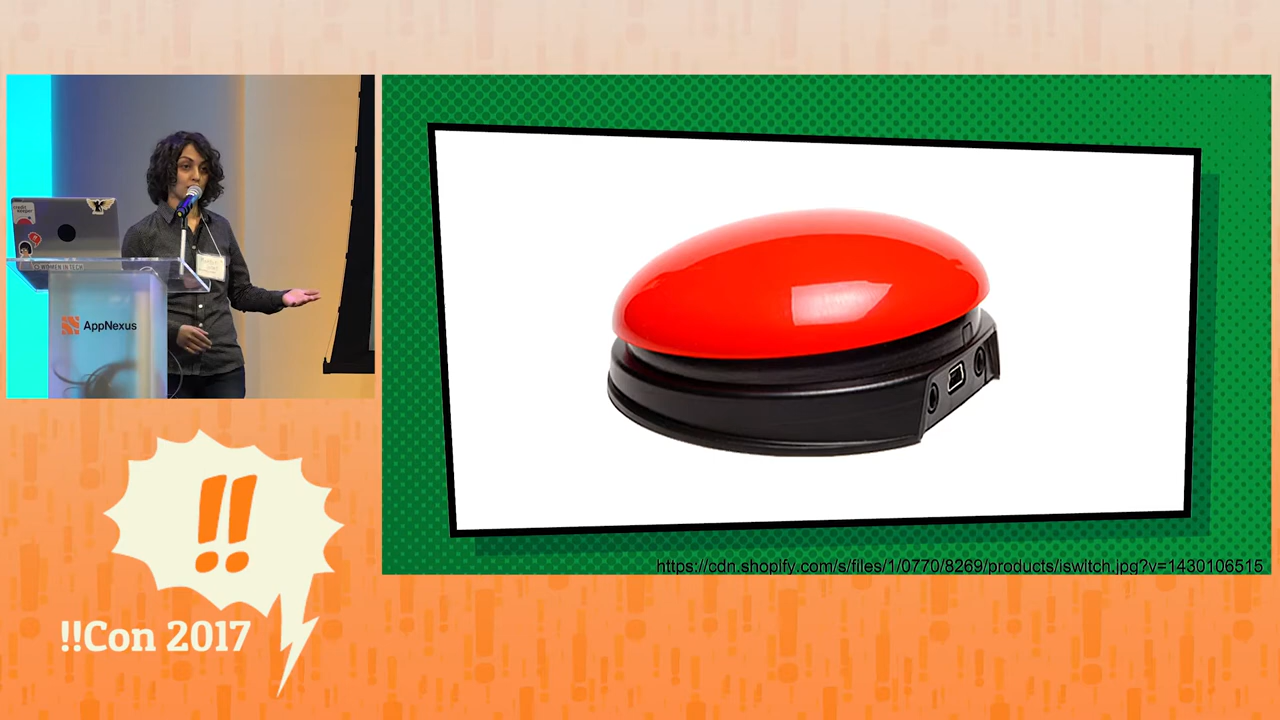 AppNexus
https://cdn.shopify.com/s/files/1/0770/8269/products/iswitch.jpg?v=1430106515
!!
!!Con 2017